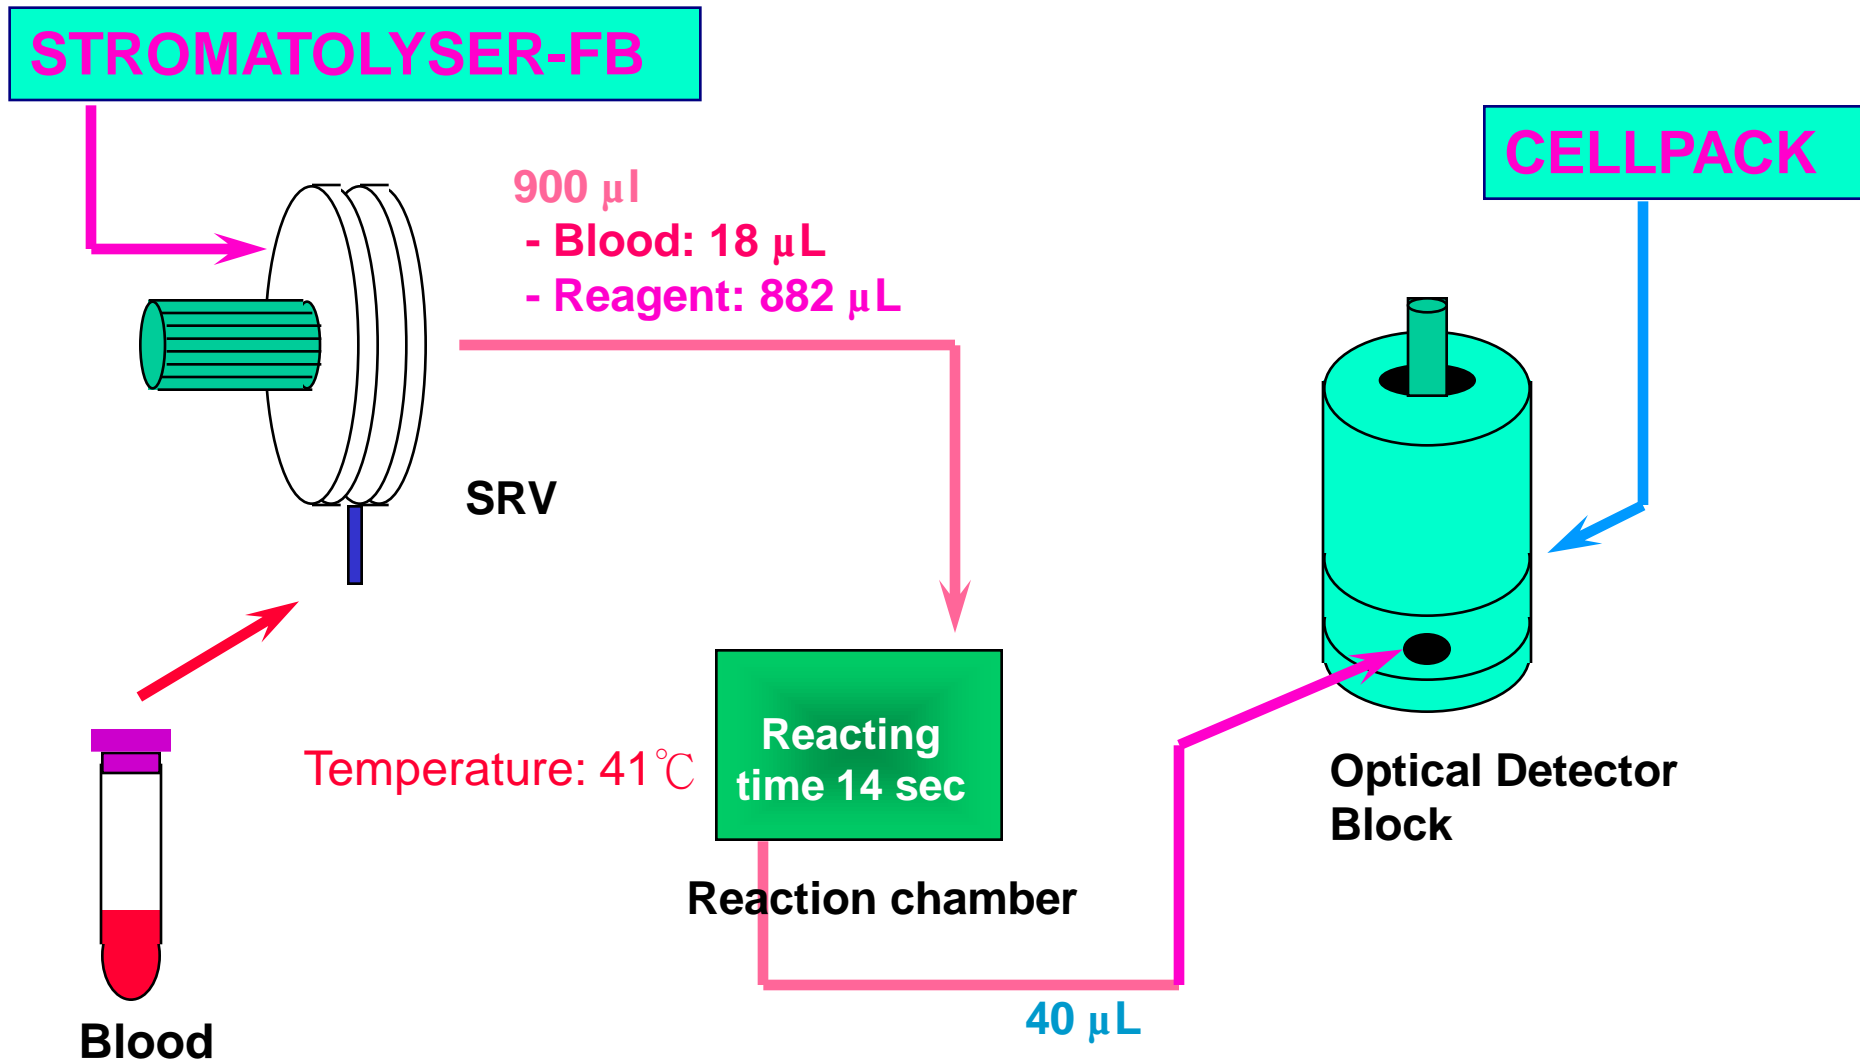 STROMATOLYSER-FB
CELLPACK
900 μl
- Blood: 18 μL
- Reagent: 882 μL
SRV
Temperature: 41℃
Reacting
time 14 sec
Optical Detector
Block
Reaction chamber
40 μL
Blood